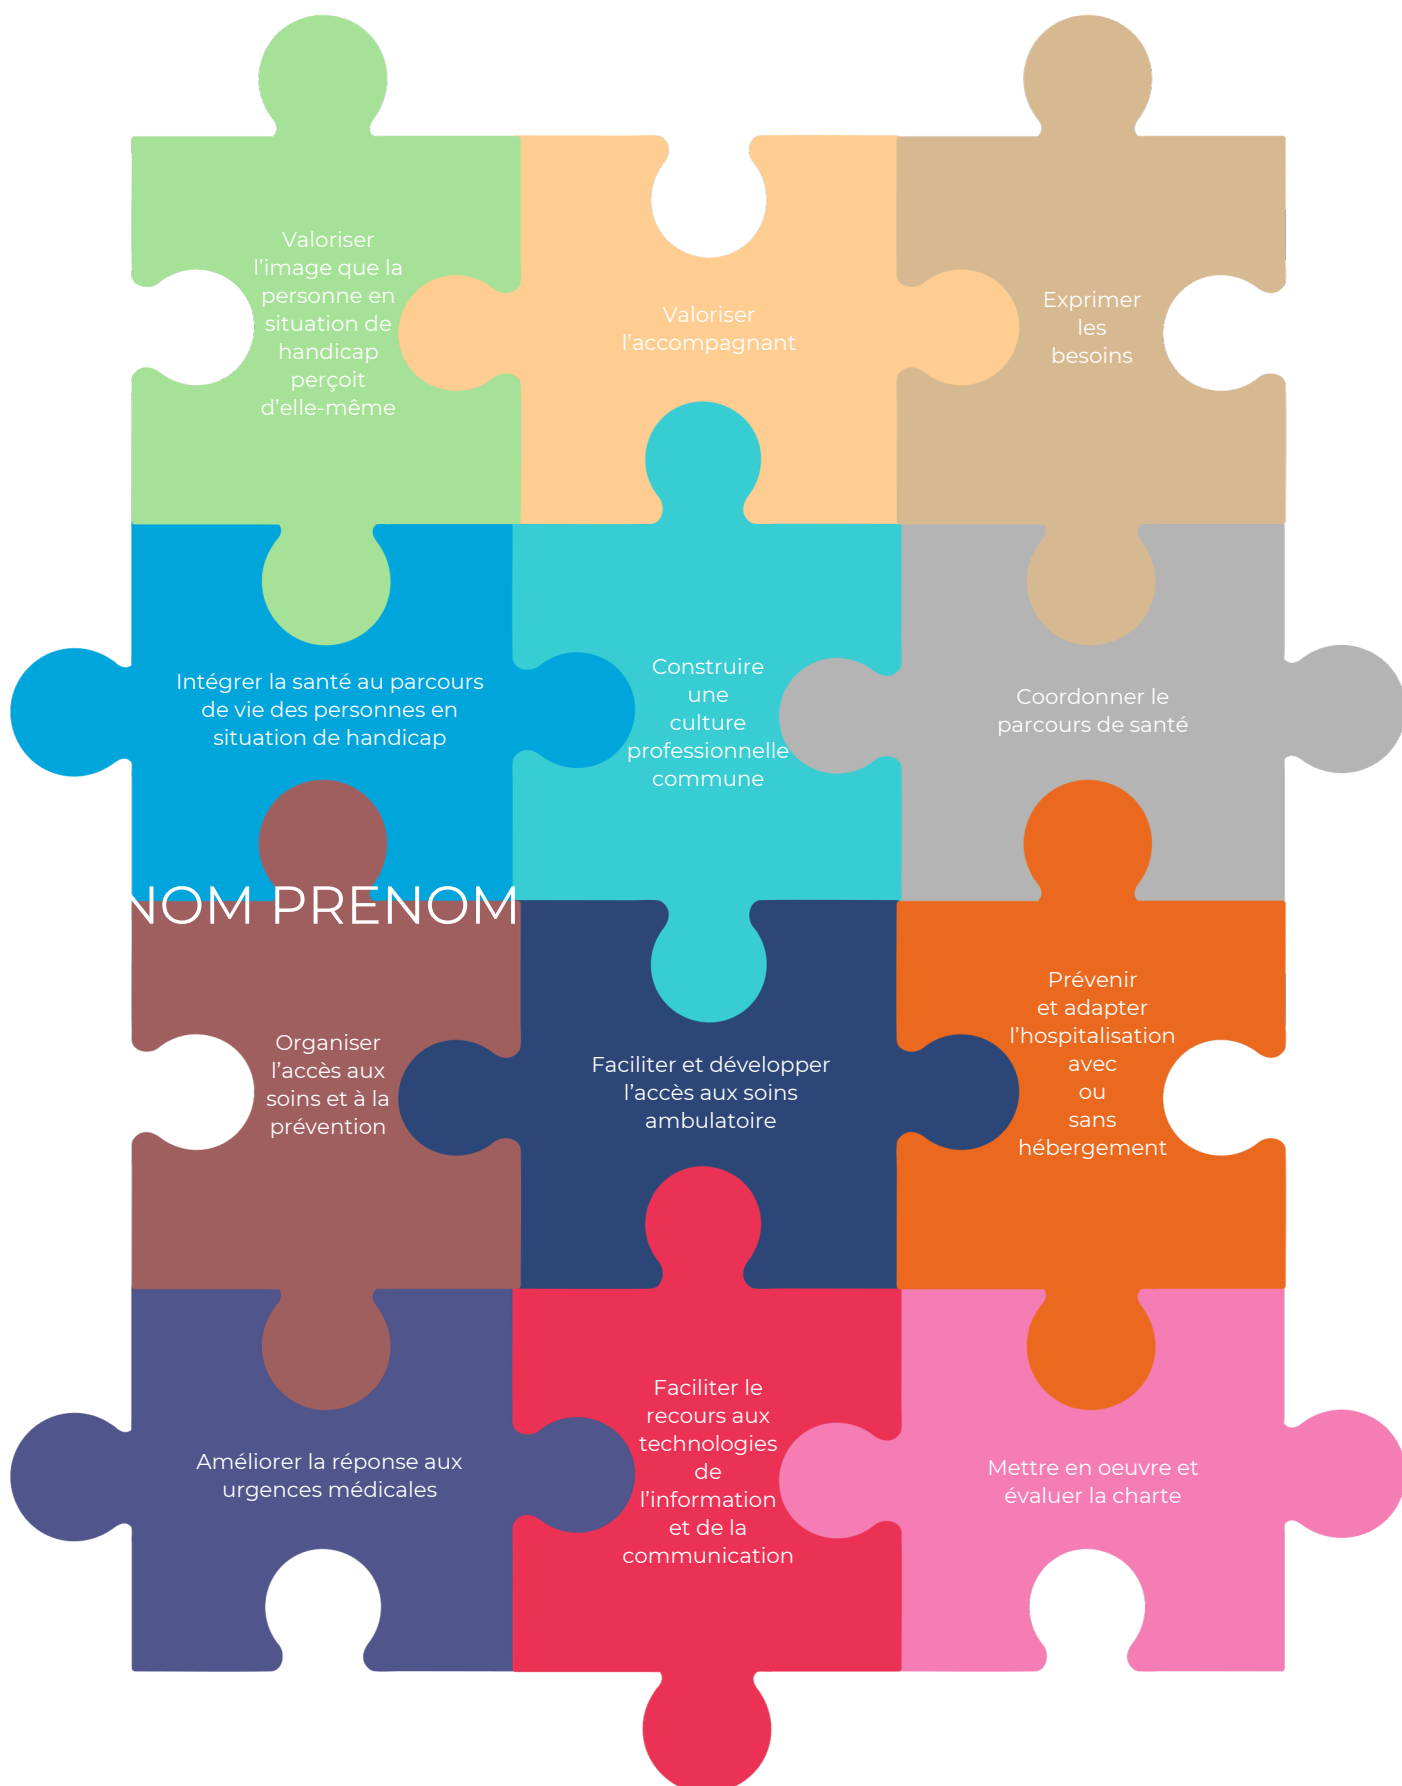 Valoriser
l'image que la
personne en
situation de
handicap
perçoit
d'elle-même
Valoriser
l'accompagnant
Exprimer
les
besoins
Intégrer la santé au parcours
de vie des personnes en
situation de handicap
Construire
une
culture
professionnelle
commune
Coordonner le
parcours de santé
NOM PRENOM
Organiser
l'accès aux
soins et à la
prévention
Faciliter et développer
l'accès aux soins
ambulatoire
Prévenir
et adapter
l'hospitalisation
avec
ou
sans
hébergement
Améliorer la réponse aux
urgences médicales
Faciliter le
recours aux
technologies
de
l'information
et de la
communication
Mettre en oeuvre et
évaluer la charte